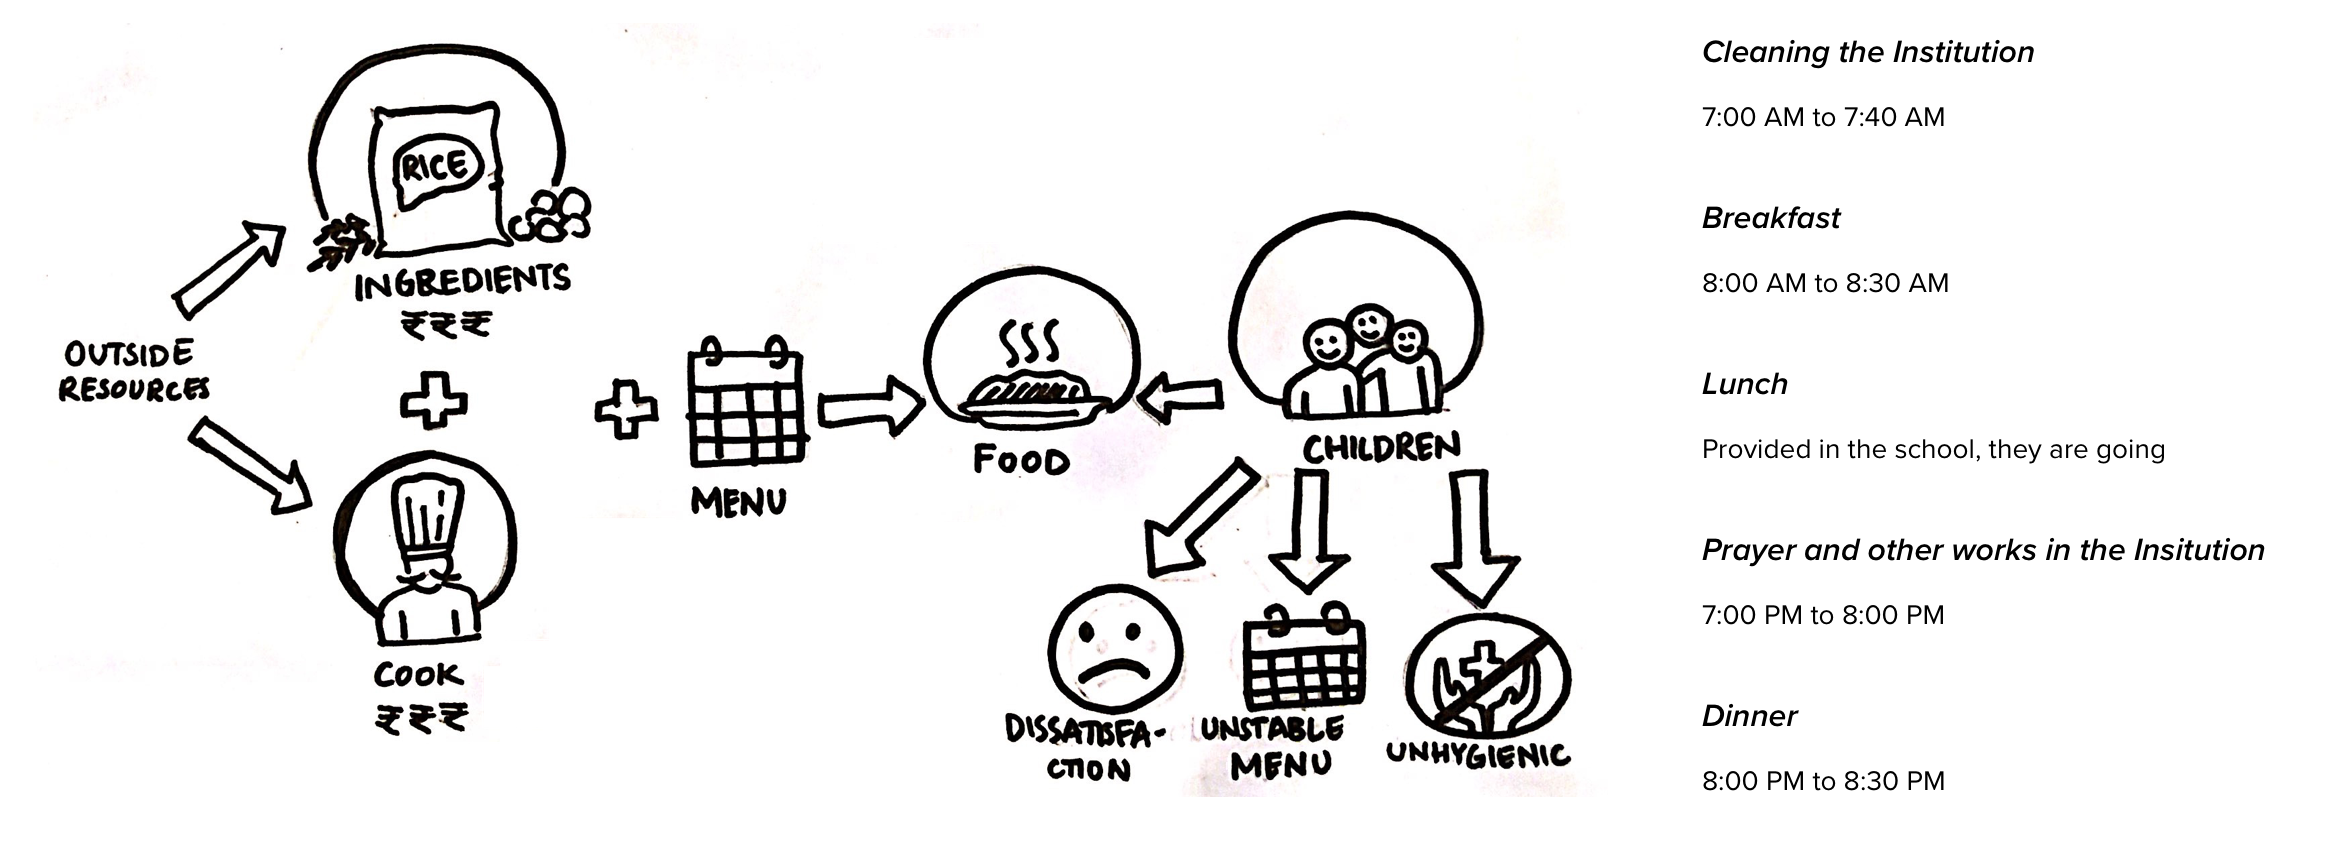 RICE
INGREDIENTS
₹₹₹
OUTSIDE
RESOURCES
COOK
₹₹₹
MENU
FOOD
CHILDREN
DISSATISFA-
CTION
UNSTABLE
MENU
UNHYGIENIC
Cleaning the Institution
7:00 AM to 7:40 AM
Breakfast
8:00 AM to 8:30 AM
Lunch
Provided in the school, they are going
Prayer and other works in the Insitution
7:00 PM to 8:00 PM
Dinner
8:00 PM to 8:30 PM